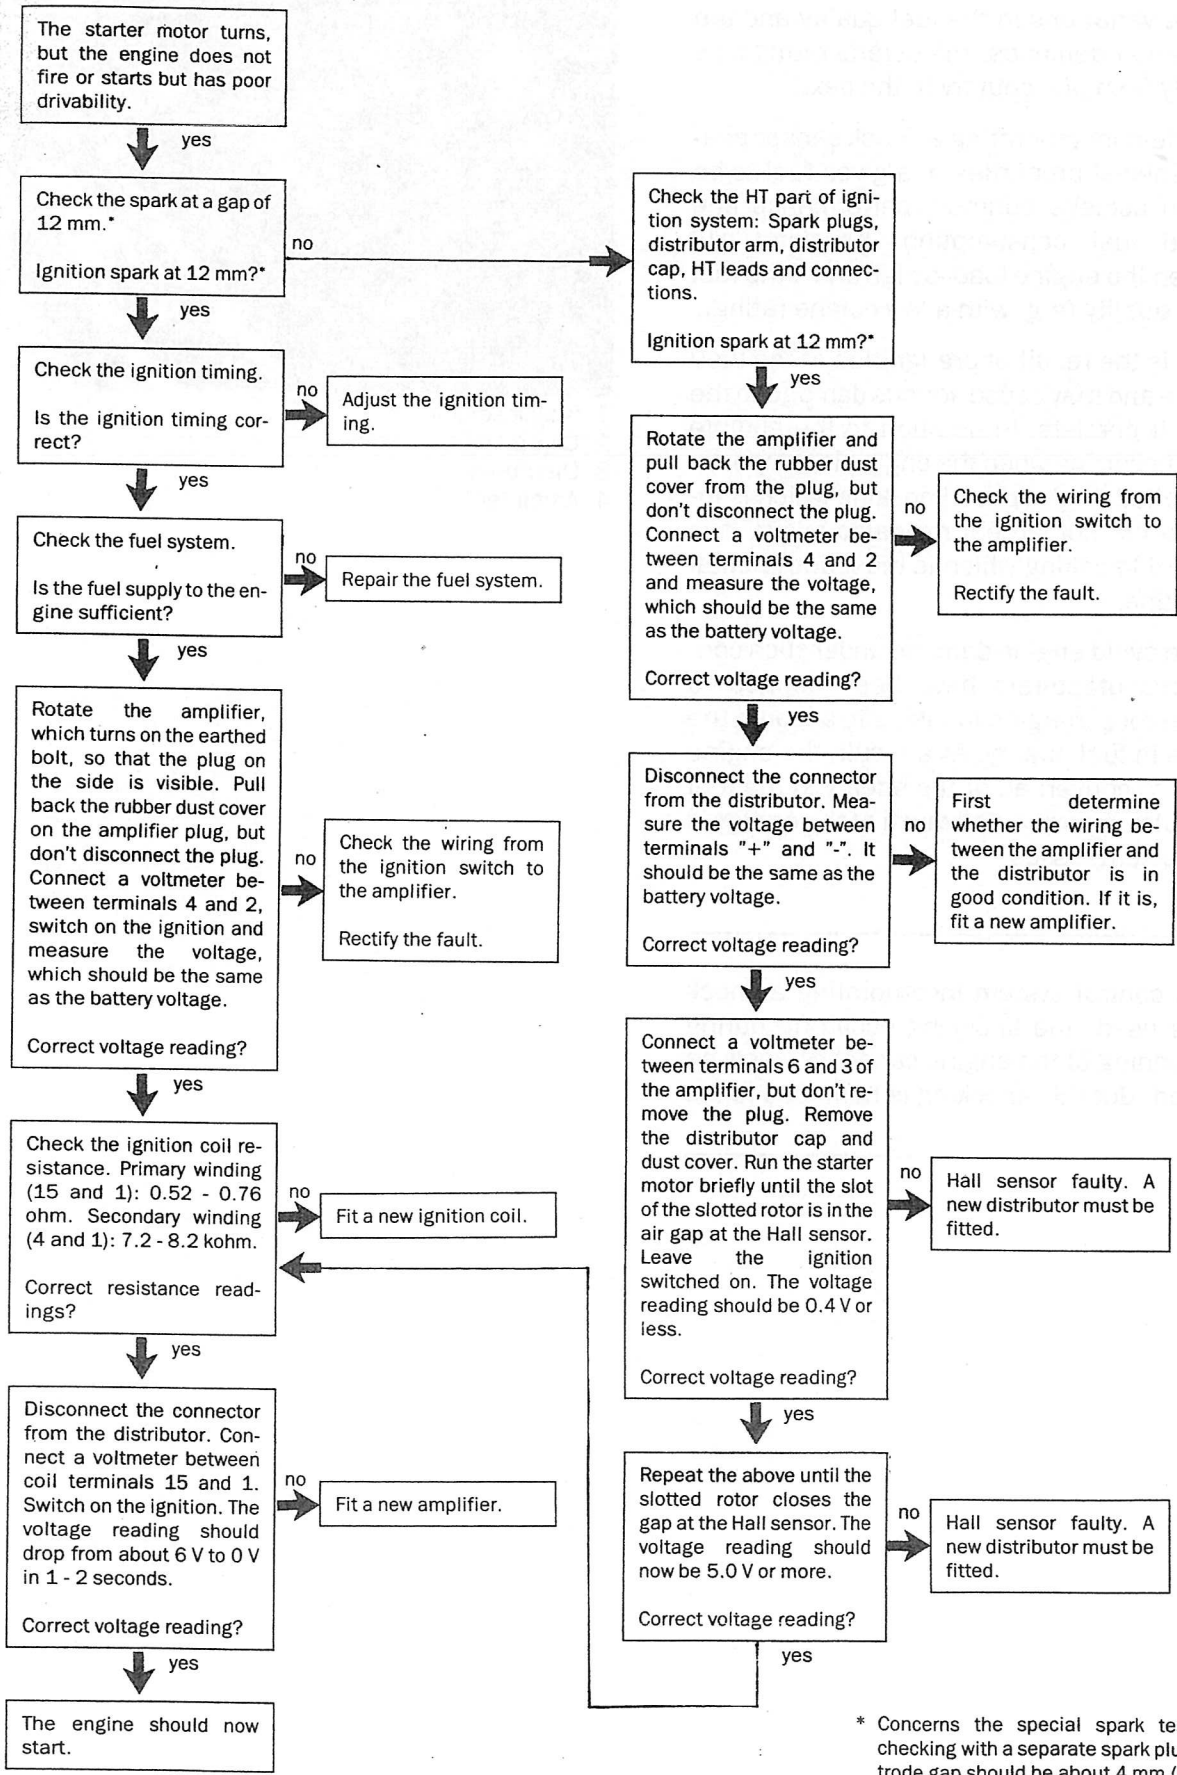 The starter motor turns,
but the engine does not
fire or starts but has poor
drivability.
yes
Check the spark at a gap of
12 mm.*
Ignition spark at 12 mm?*
no
yes
Check the ignition timing.
Is the ignition timing cor-
rect?
no
Adjust the ignition tim-
ing.
yes
Check the fuel system.
Is the fuel supply to the en-
gine sufficient?
no
Repair the fuel system.
yes
Rotate the amplifier,
which turns on the earthed
bolt, so that the plug on
the side is visible. Pull
back the rubber dust cover
on the amplifier plug, but
don't disconnect the plug.
Connect a voltmeter be-
tween terminals 4 and 2,
switch on the ignition and
measure the voltage,
which should be the same
as the battery voltage.
Correct voltage reading?
no
Check the wiring from
the ignition switch to
the amplifier.
Rectify the fault.
yes
Check the ignition coil re-
sistance. Primary winding
(15 and 1): 0.52 - 0.76
ohm. Secondary winding
(4 and 1): 7.2 - 8.2 kohm.
Correct resistance read-
ings?
no
Fit a new ignition coil.
yes
Disconnect the connector
from the distributor. Con-
nect a voltmeter between
coil terminals 15 and 1.
Switch on the ignition. The
voltage reading should
drop from about 6 V to 0 V
in 1 - 2 seconds.
Correct voltage reading?
no
Fit a new amplifier.
yes
The engine should now
start.
Check the HT part of igni-
tion system: Spark plugs,
distributor arm, distributor
cap, HT leads and connec-
tions.
Ignition spark at 12 mm?*
yes
Rotate the amplifier and
pull back the rubber dust
cover from the plug, but
don't disconnect the plug.
Connect a voltmeter be-
tween terminals 4 and 2
and measure the voltage,
which should be the same
as the battery voltage.
Correct voltage reading?
no
Check the wiring from
the ignition switch to
the amplifier.
Rectify the fault.
yes
Disconnect the connector
from the distributor. Mea-
sure the voltage between
terminals "+" and "-". It
should be the same as the
battery voltage.
Correct voltage reading?
no
First determine
whether the wiring be-
tween the amplifier and
the distributor is in
good condition. If it is,
fit a new amplifier.
yes
Connect a voltmeter be-
tween terminals 6 and 3 of
the amplifier, but don't re-
move the plug. Remove
the distributor cap and
dust cover. Run the starter
motor briefly until the slot
of the slotted rotor is in the
air gap at the Hall sensor.
Leave the ignition
switched on. The voltage
reading should be 0.4 V or
less.
Correct voltage reading?
no
Hall sensor faulty. A
new distributor must be
fitted.
yes
Repeat the above until the
slotted rotor closes the
gap at the Hall sensor. The
voltage reading should
now be 5.0 V or more.
Correct voltage reading?
no
Hall sensor faulty. A
new distributor must be
fitted.
yes
* Concerns the special spark te
checking with a separate spark plu
trode gap should be about 4 mm (